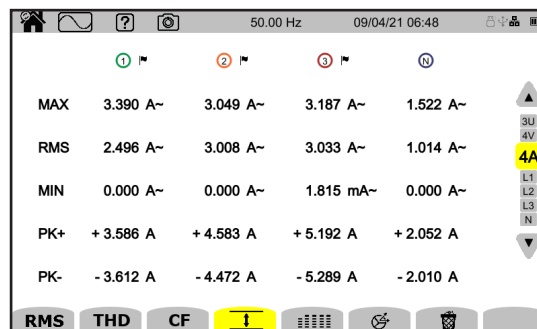 ? 50.00 Hz 09/04/21 06:48
1 2 3 N
MAX 3.390 A~ 3.049 A~ 3.187 A~ 1.522 A~
3U
4V
RMS 2.496 A~ 3.008 A~ 3.033 A~ 1.014 A~
4A
L1
MIN 0.000 A~ 0.000 A~ 1.815 mA~ 0.000 A~
L2
L3
N
PK+ + 3.586 A + 4.583 A + 5.192 A + 2.052 A
PK- - 3.612 A - 4.472 A - 5.289 A - 2.010 A
RMS THD CF